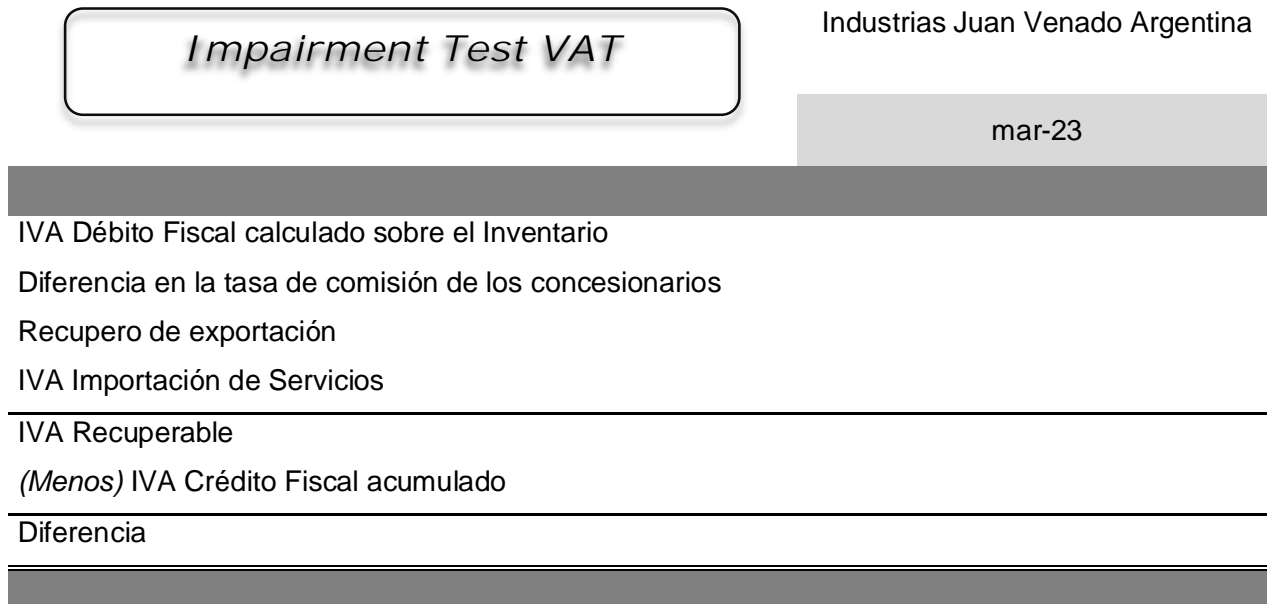 Impairment Test VAT
Industrias Juan Venado Argentina
mar-23
IVA Débito Fiscal calculado sobre el Inventario
Diferencia en la tasa de comisión de los concesionarios
Recupero de exportación
IVA Importación de Servicios
IVA Recuperable
(Menos) IVA Crédito Fiscal acumulado
Diferencia